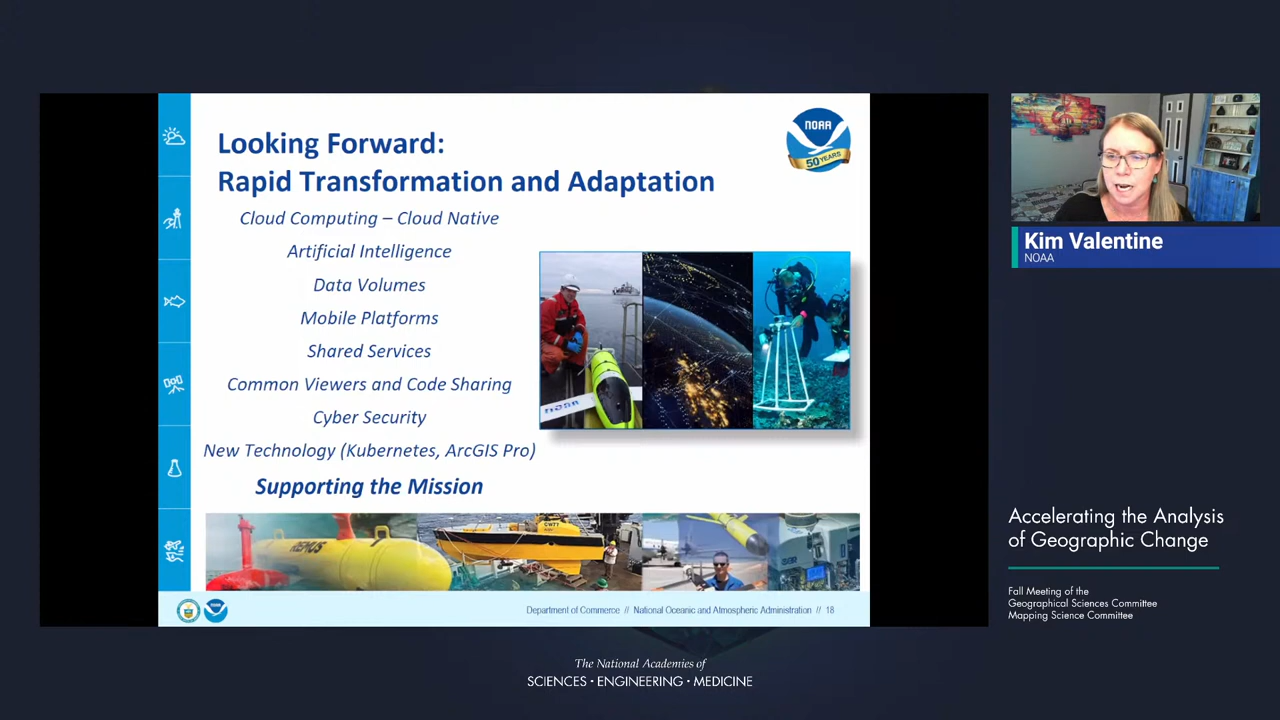 Looking Forward:
Rapid Transformation and Adaptation
Cloud Computing – Cloud Native
Artificial Intelligence
Data Volumes
Mobile Platforms
Shared Services
Common Viewers and Code Sharing
Cyber Security
New Technology (Kubernetes, ArcGIS Pro)
Supporting the Mission
NOAA
50 YEARS
NOAA
REMUS
CW77
Department of Commerce // National Oceanic and Atmospheric Administration // 18
Kim Valentine
NOAA
Accelerating the Analysis
of Geographic Change
Fall Meeting of the
Geographical Sciences Committee
Mapping Science Committee
The National Academies of
SCIENCES · ENGINEERING · MEDICINE